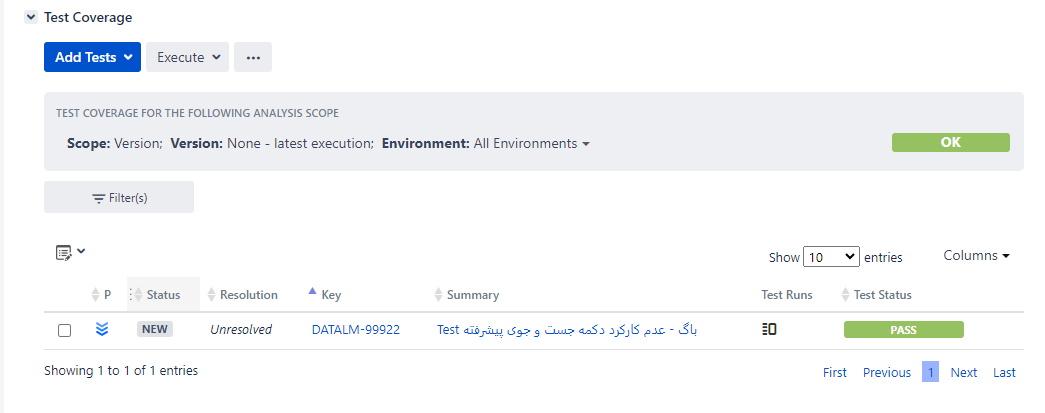 Test Coverage
Add Tests Execute ...
TEST COVERAGE FOR THE FOLLOWING ANALYSIS SCOPE
Scope: Version; Version: None - latest execution; Environment: All Environments OK
Filter(s)
Show 10 entries Columns
P Status Resolution Key Summary Test Runs Test Status
NEW Unresolved DATALM-99922 Test باگ - عدم کارکرد دکمه جست و جوی پیشرفته PASS
Showing 1 to 1 of 1 entries First Previous 1 Next Last